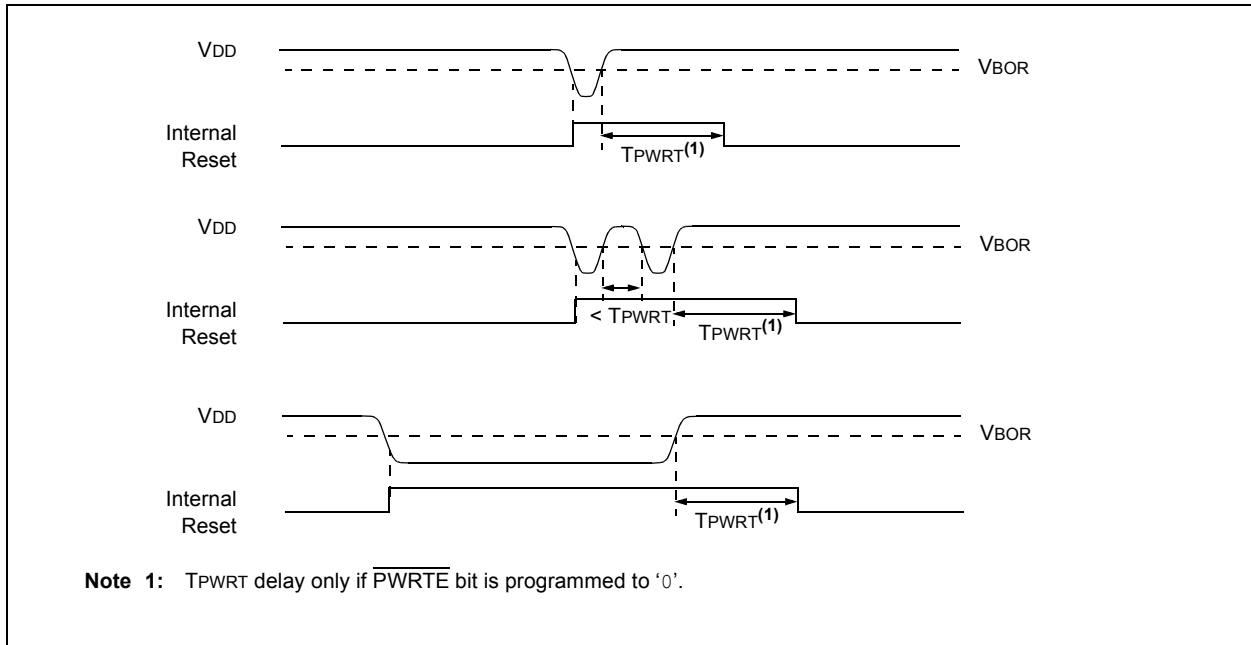 VDD
VBOR
Internal
Reset
TPWRT(1)
VDD
VBOR
Internal
Reset
< TPWRT
TPWRT(1)
VDD
VBOR
Internal
Reset
TPWRT(1)
Note 1: TPWRT delay only if PWRTE bit is programmed to ‘0’.